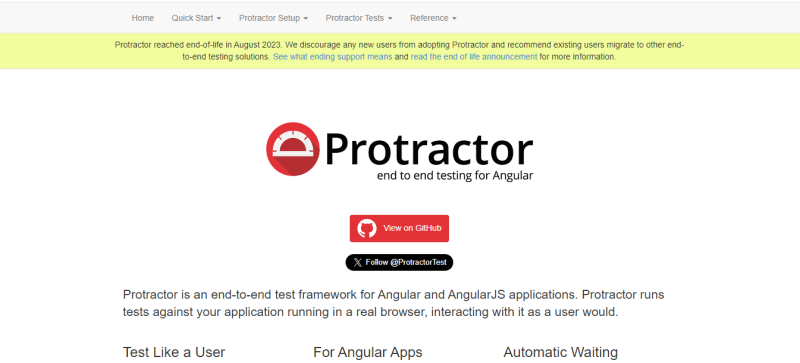 Home Quick Start Protractor Setup Protractor Tests Reference
Protractor reached end-of-life in August 2023. We discourage any new users from adopting Protractor and recommend existing users migrate to other end-
to-end testing solutions. See what ending support means and read the end of life announcement for more information.
Protractor
end to end testing for Angular
View on GitHub
Follow @ProtractorTest
Protractor is an end-to-end test framework for Angular and AngularJS applications. Protractor runs
tests against your application running in a real browser, interacting with it as a user would.
Test Like a User For Angular Apps Automatic Waiting